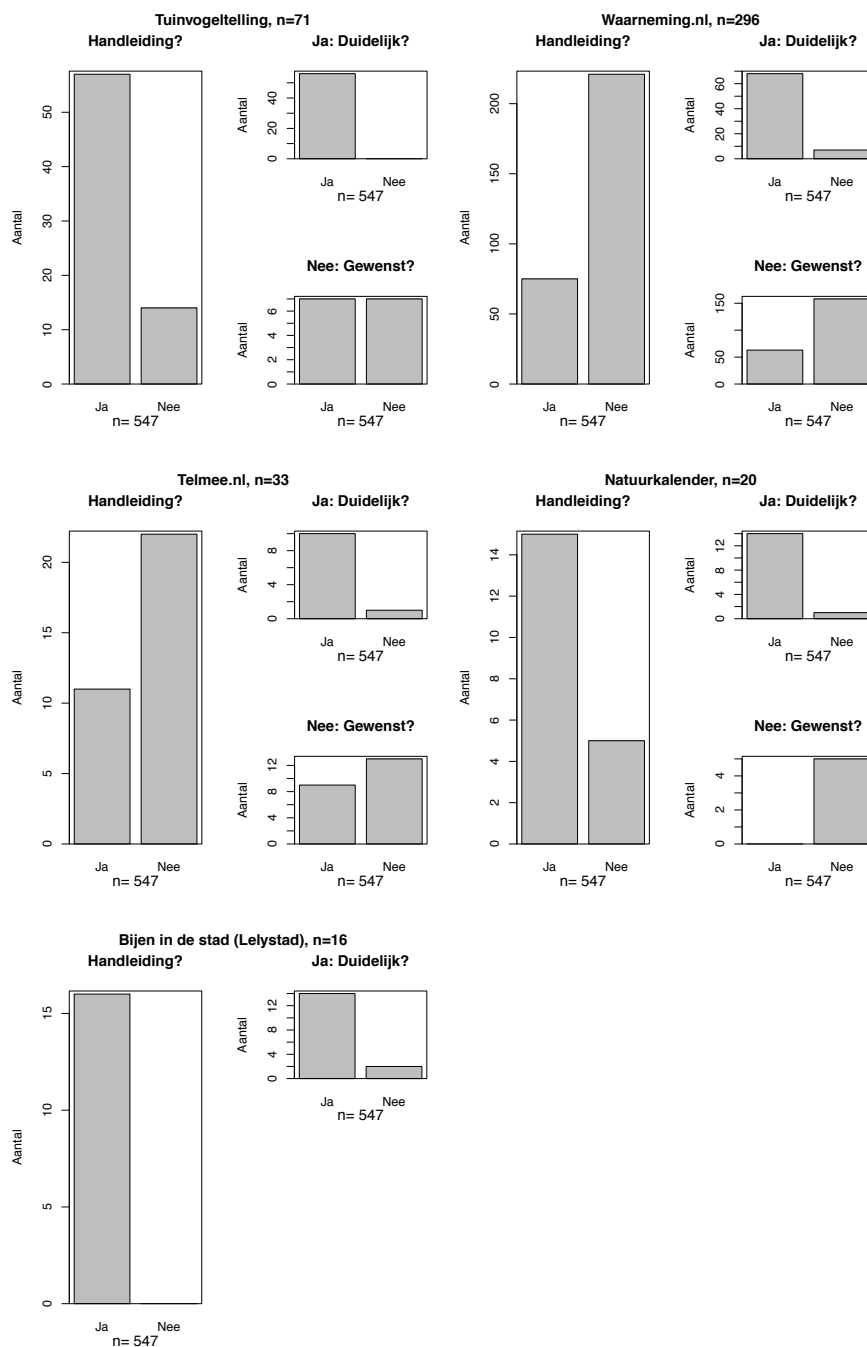 Tuinvogeltelling, n=71
Handleiding?
Aantal
0
10
20
30
40
50
Ja Nee
n= 547
Ja: Duidelijk?
Aantal
0
20
40
Ja Nee
n= 547
Nee: Gewenst?
Aantal
0
2
4
6
Ja Nee
n= 547
Waarneming.nl, n=296
Handleiding?
Aantal
0
50
100
150
200
Ja Nee
n= 547
Ja: Duidelijk?
Aantal
0
20
40
60
Ja Nee
n= 547
Nee: Gewenst?
Aantal
0
50
150
Ja Nee
n= 547
Telmee.nl, n=33
Handleiding?
Aantal
0
5
10
15
20
Ja Nee
n= 547
Ja: Duidelijk?
Aantal
0
4
8
Ja Nee
n= 547
Nee: Gewenst?
Aantal
0
4
8
12
Ja Nee
n= 547
Natuurkalender, n=20
Handleiding?
Aantal
0
2
4
6
8
10
12
14
Ja Nee
n= 547
Ja: Duidelijk?
Aantal
0
4
8
12
Ja Nee
n= 547
Nee: Gewenst?
Aantal
0
2
4
Ja Nee
n= 547
Bijen in de stad (Lelystad), n=16
Handleiding?
Aantal
0
5
10
15
Ja Nee
n= 547
Ja: Duidelijk?
Aantal
0
4
8
12
Ja Nee
n= 547